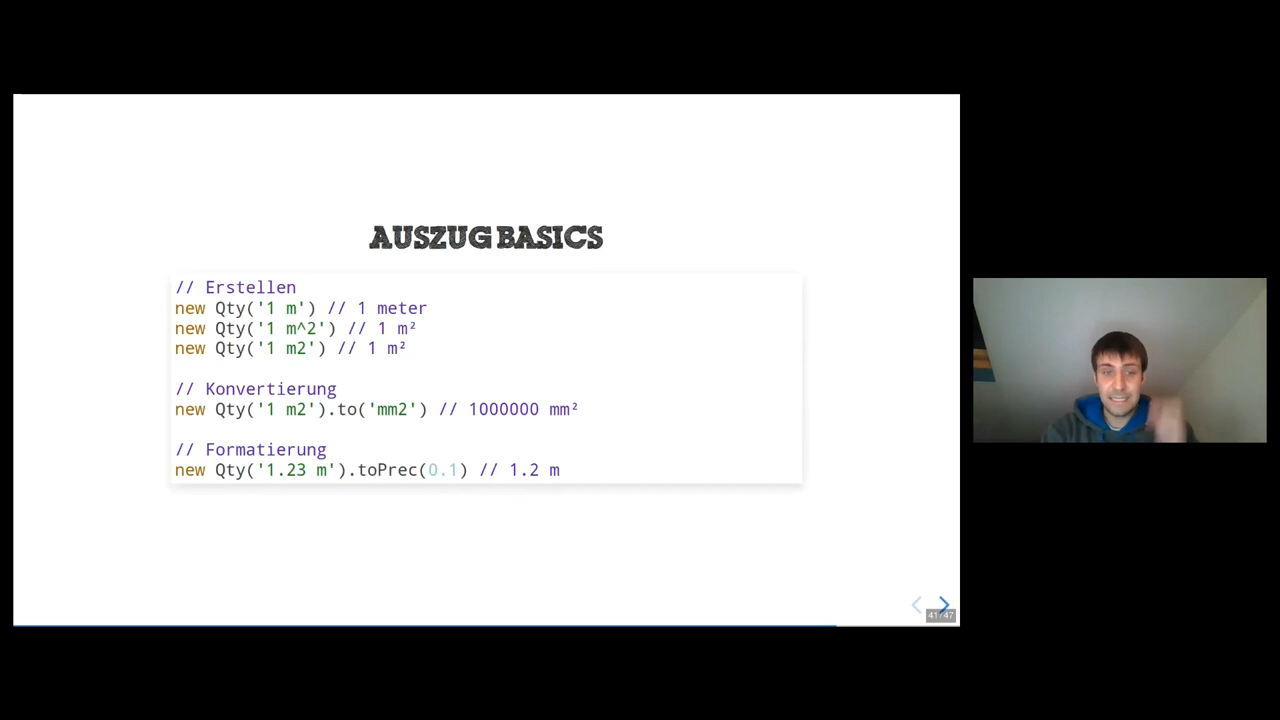 AUSZUG BASICS
// Erstellen
new Qty('1 m') // 1 meter
new Qty('1 m^2') // 1 m²
new Qty('1 m2') // 1 m²
// Konvertierung
new Qty('1 m2').to('mm2') // 1000000 mm²
// Formatierung
new Qty('1.23 m').toPrec(0.1) // 1.2 m
41/47